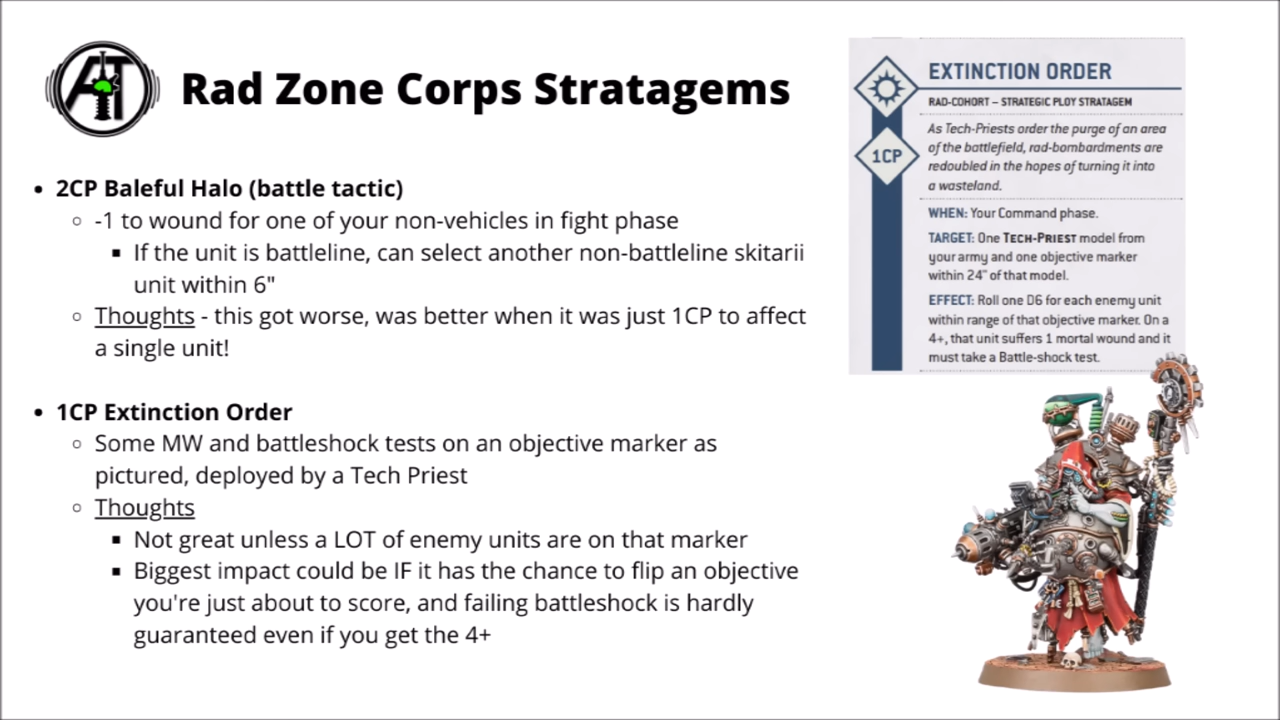 AT
Rad Zone Corps Stratagems
• 2CP Baleful Halo (battle tactic)
◦ -1 to wound for one of your non-vehicles in fight phase
▪ If the unit is battleline, can select another non-battleline skitarii
unit within 6"
◦ Thoughts - this got worse, was better when it was just 1CP to affect
a single unit!
• 1CP Extinction Order
◦ Some MW and battleshock tests on an objective marker as
pictured, deployed by a Tech Priest
◦ Thoughts
▪ Not great unless a LOT of enemy units are on that marker
▪ Biggest impact could be IF it has the chance to flip an objective
you're just about to score, and failing battleshock is hardly
guaranteed even if you get the 4+
EXTINCTION ORDER
RAD-COHORT – STRATEGIC PLOY STRATAGEM
1CP
As Tech-Priests order the purge of an area
of the battlefield, rad-bombardments are
redoubled in the hopes of turning it into
a wasteland.
WHEN: Your Command phase.
TARGET: One TECH-PRIEST model from
your army and one objective marker
within 24" of that model.
EFFECT: Roll one D6 for each enemy unit
within range of that objective marker. On a
4+, that unit suffers 1 mortal wound and it
must take a Battle-shock test.